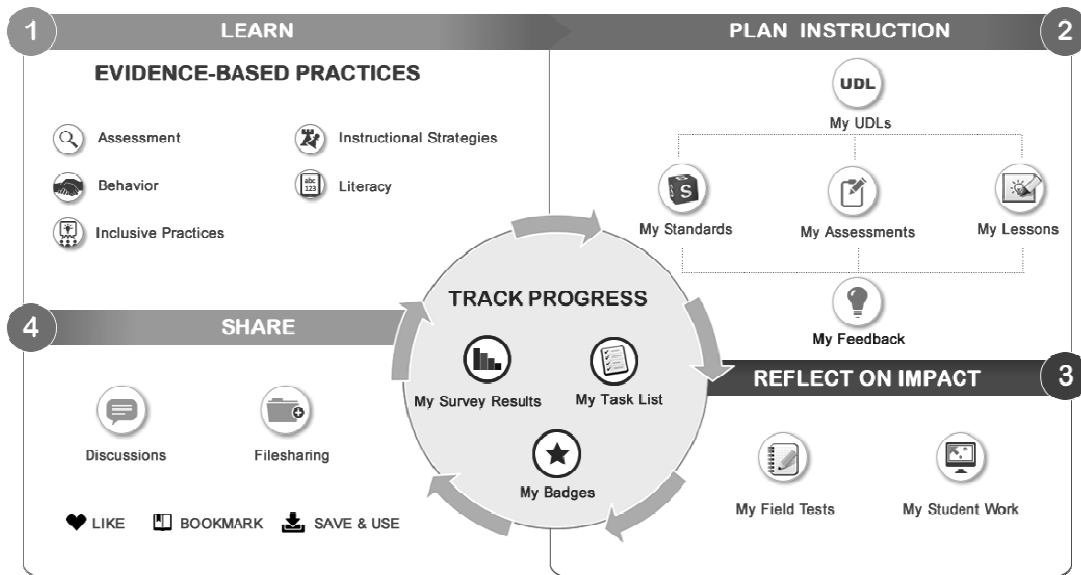 1
LEARN
EVIDENCE-BASED PRACTICES
Assessment
Instructional Strategies
Behavior
abc
123
Literacy
Inclusive Practices
PLAN INSTRUCTION
2
UDL
My UDLs
S
My Standards
My Assessments
My Lessons
My Feedback
REFLECT ON IMPACT
3
My Field Tests
My Student Work
4
SHARE
Discussions
Filesharing
LIKE
BOOKMARK
SAVE & USE
TRACK PROGRESS
My Survey Results
My Task List
My Badges